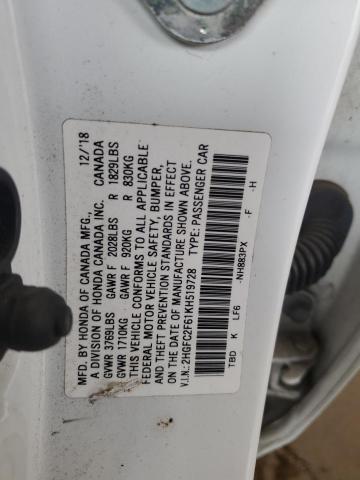 MFD. BY HONDA OF CANADA MFG., 12/'18
A DIVISION OF HONDA CANADA INC. CANADA
GVWR 3769LBS GAWR F 2028LBS R 1829LBS
GVWR 1710KG GAWR F 920KG R 830KG
THIS VEHICLE CONFORMS TO ALL APPLICABLE
FEDERAL MOTOR VEHICLE SAFETY, BUMPER,
AND THEFT PREVENTION STANDARDS IN EFFECT
ON THE DATE OF MANUFACTURE SHOWN ABOVE.
V.I.N.: 2HGFC2F61KH519728 TYPE: PASSENGER CAR
TBD K LF6 -NH883PX -F -H